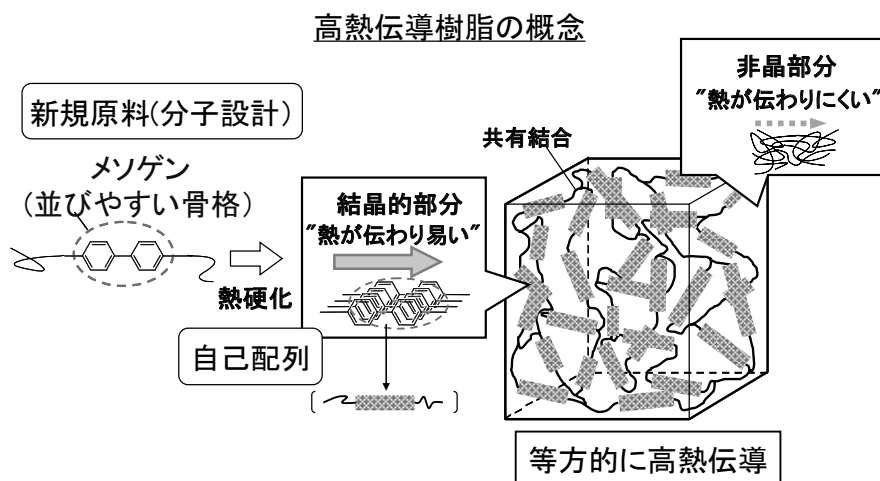 高熱伝導樹脂の概念
新規原料(分子設計)
メソゲン
(並びやすい骨格)
熱硬化
自己配列
結晶的部分
"熱が伝わり易い"
共有結合
非晶部分
"熱が伝わりにくい"
等方的に高熱伝導